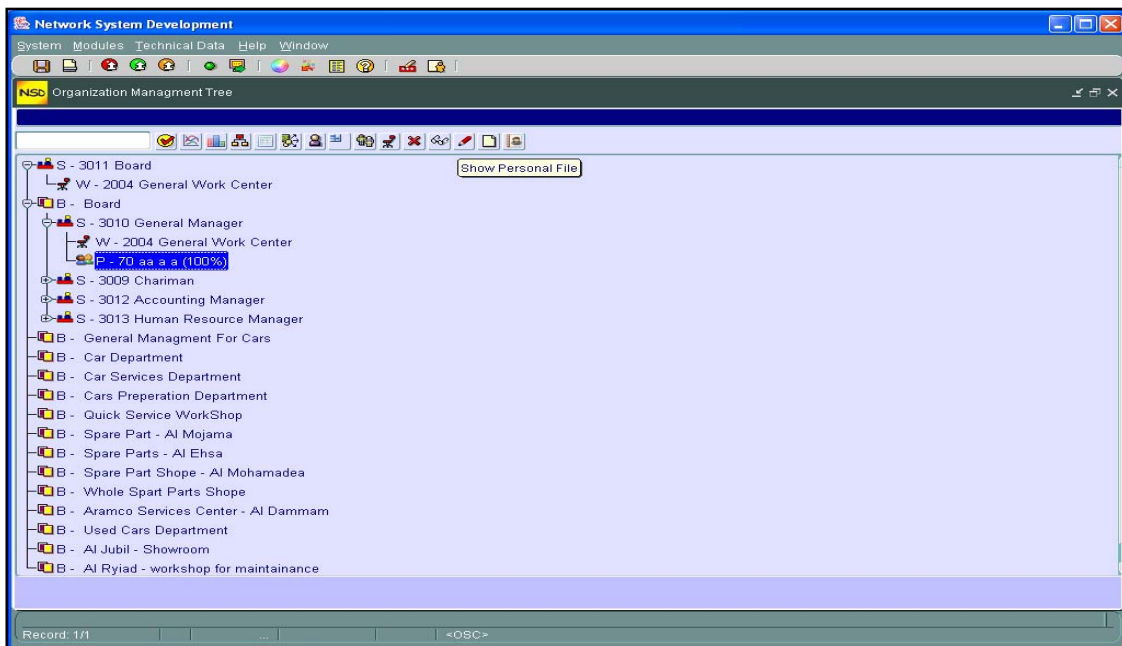 Network System Development
System Modules Technical Data Help Window
NSD Organization Managment Tree
Show Personal File
S - 3011 Board
W - 2004 General Work Center
B - Board
S - 3010 General Manager
W - 2004 General Work Center
P - 70 aa a a (100%)
S - 3009 Chariman
S - 3012 Accounting Manager
S - 3013 Human Resource Manager
B - General Managment For Cars
B - Car Department
B - Car Services Department
B - Cars Preperation Department
B - Quick Service WorkShop
B - Spare Part - Al Mojama
B - Spare Parts - Al Ehsa
B - Spare Part Shope - Al Mohamadea
B - Whole Spart Parts Shope
B - Aramco Services Center - Al Dammam
B - Used Cars Department
B - Al Jubil - Showroom
B - Al Ryiad - workshop for maintainance
Record: 1/1 ... <OSC>